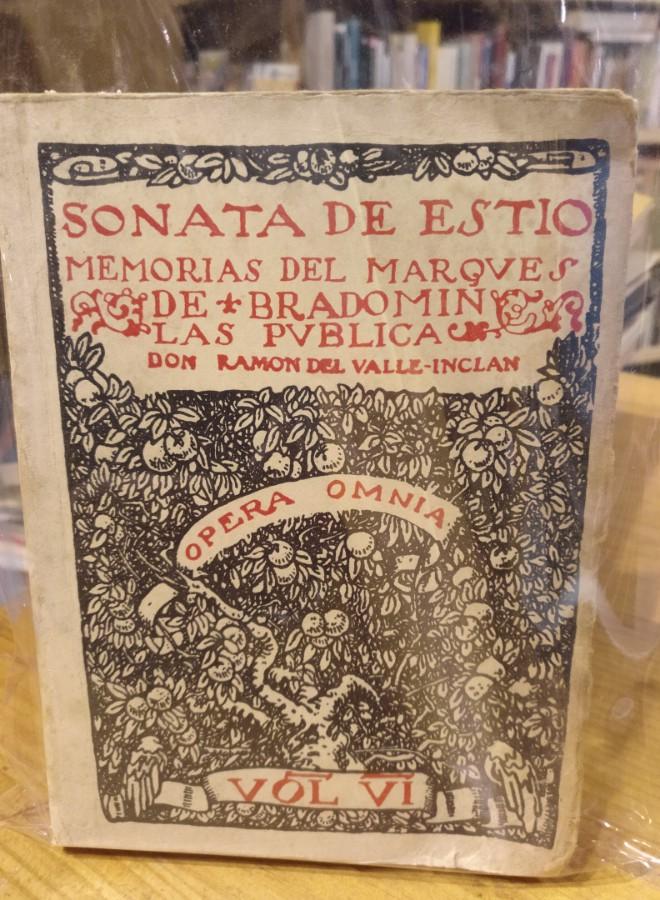 SONATA DE ESTIO
MEMORIAS DEL MARQVES
DE BRADOMIN
LAS PVBLICA
DON RAMON DEL VALLE-INCLAN
OPERA OMNIA
VOL VI